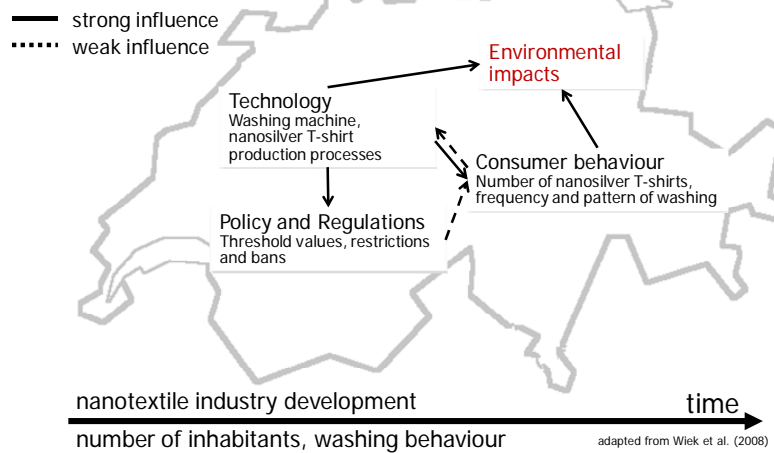 strong influence
weak influence
Environmental
impacts
Technology
Washing machine,
nanosilver T-shirt
production processes
Consumer behaviour
Number of nanosilver T-shirts,
frequency and pattern of washing
Policy and Regulations
Threshold values, restrictions
and bans
nanotextile industry development
time
number of inhabitants, washing behaviour
adapted from Wiek et al. (2008)